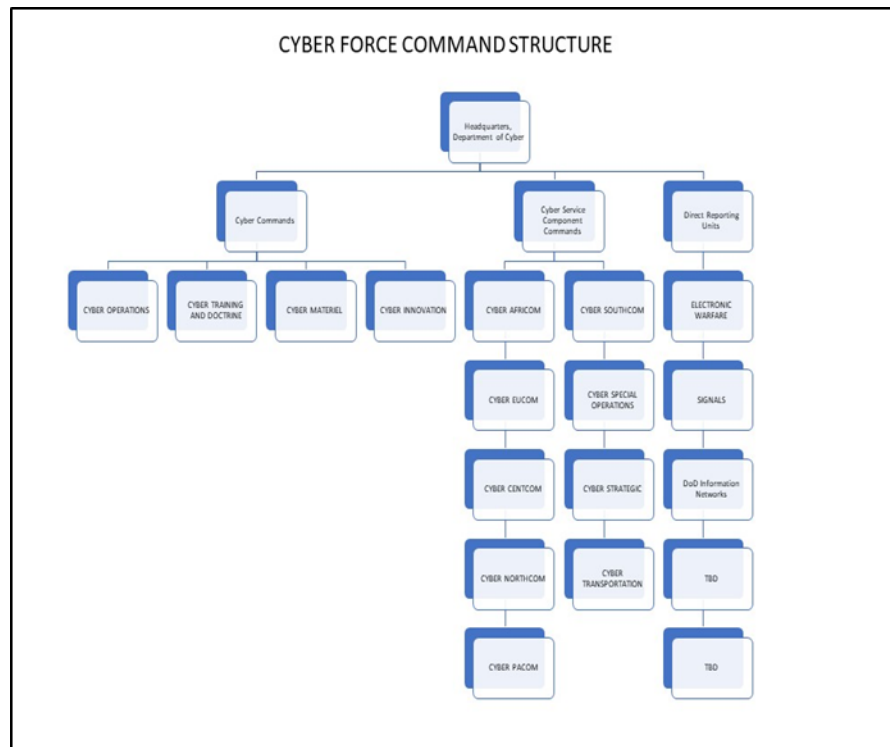 CYBER FORCE COMMAND STRUCTURE
Headquarters,
Department of Cyber
Cyber Commands
Cyber Service
Component
Commands
Direct Reporting
Units
CYBER OPERATIONS
CYBER TRAINING
AND DOCTRINE
CYBER MATERIEL
CYBER INNOVATION
CYBER AFRICOM
CYBER SOUTHCOM
ELECTRONIC
WARFARE
CYBER EUCOM
CYBER SPECIAL
OPERATIONS
SIGNALS
CYBER CENTCOM
CYBER STRATEGIC
DoD Information
Networks
CYBER NORTHCOM
CYBER
TRANSPORTATION
TBD
CYBER PACOM
TBD